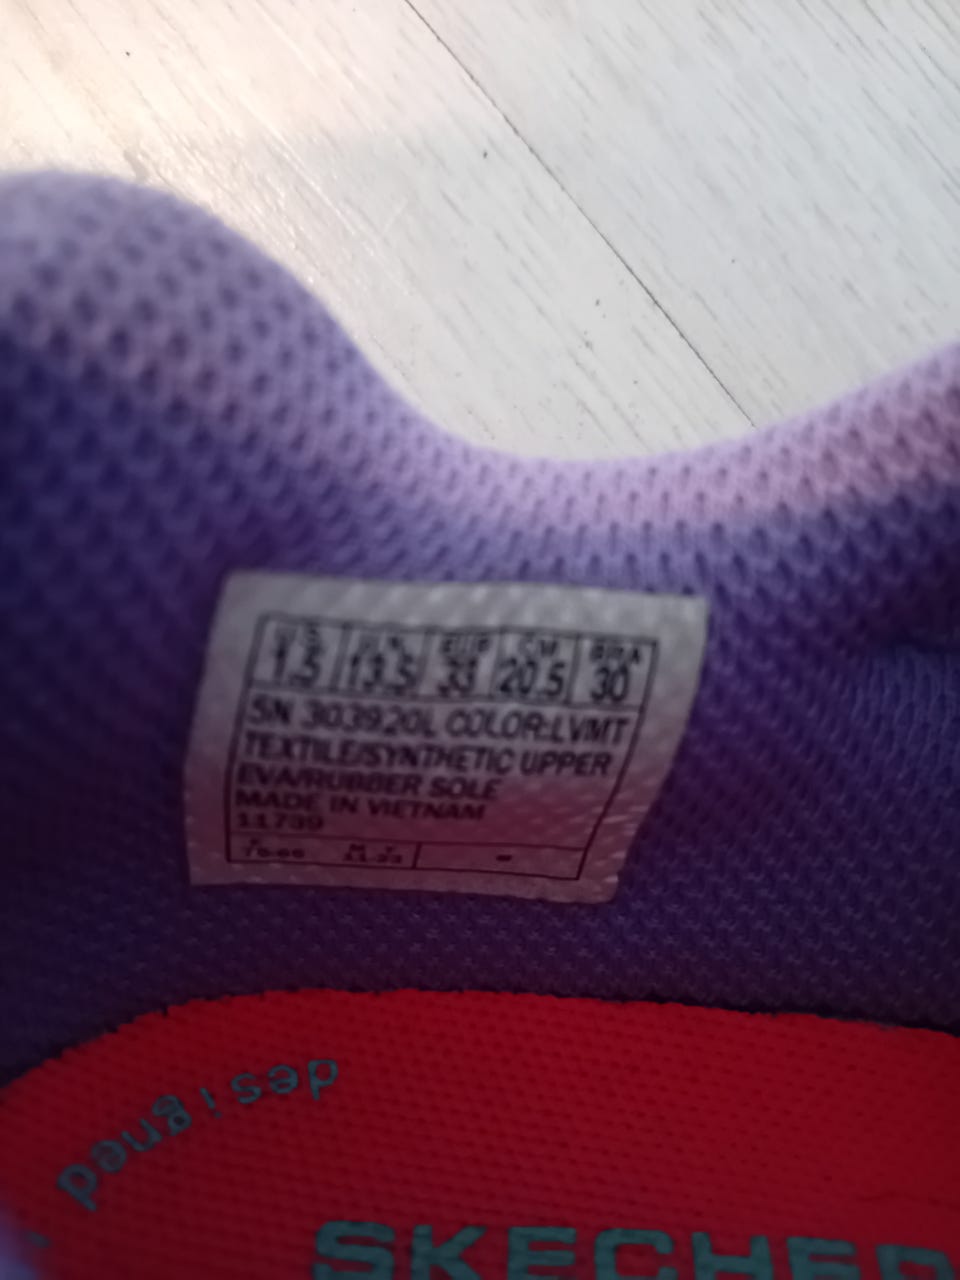 US UK EUR CM BRA
1.5 13.5 33 20.5 30
SN 303920L COLOR:LVMT
TEXTILE/SYNTHETIC UPPER
EVA/RUBBER SOLE
MADE IN VIETNAM
11739
designed
SKECHER